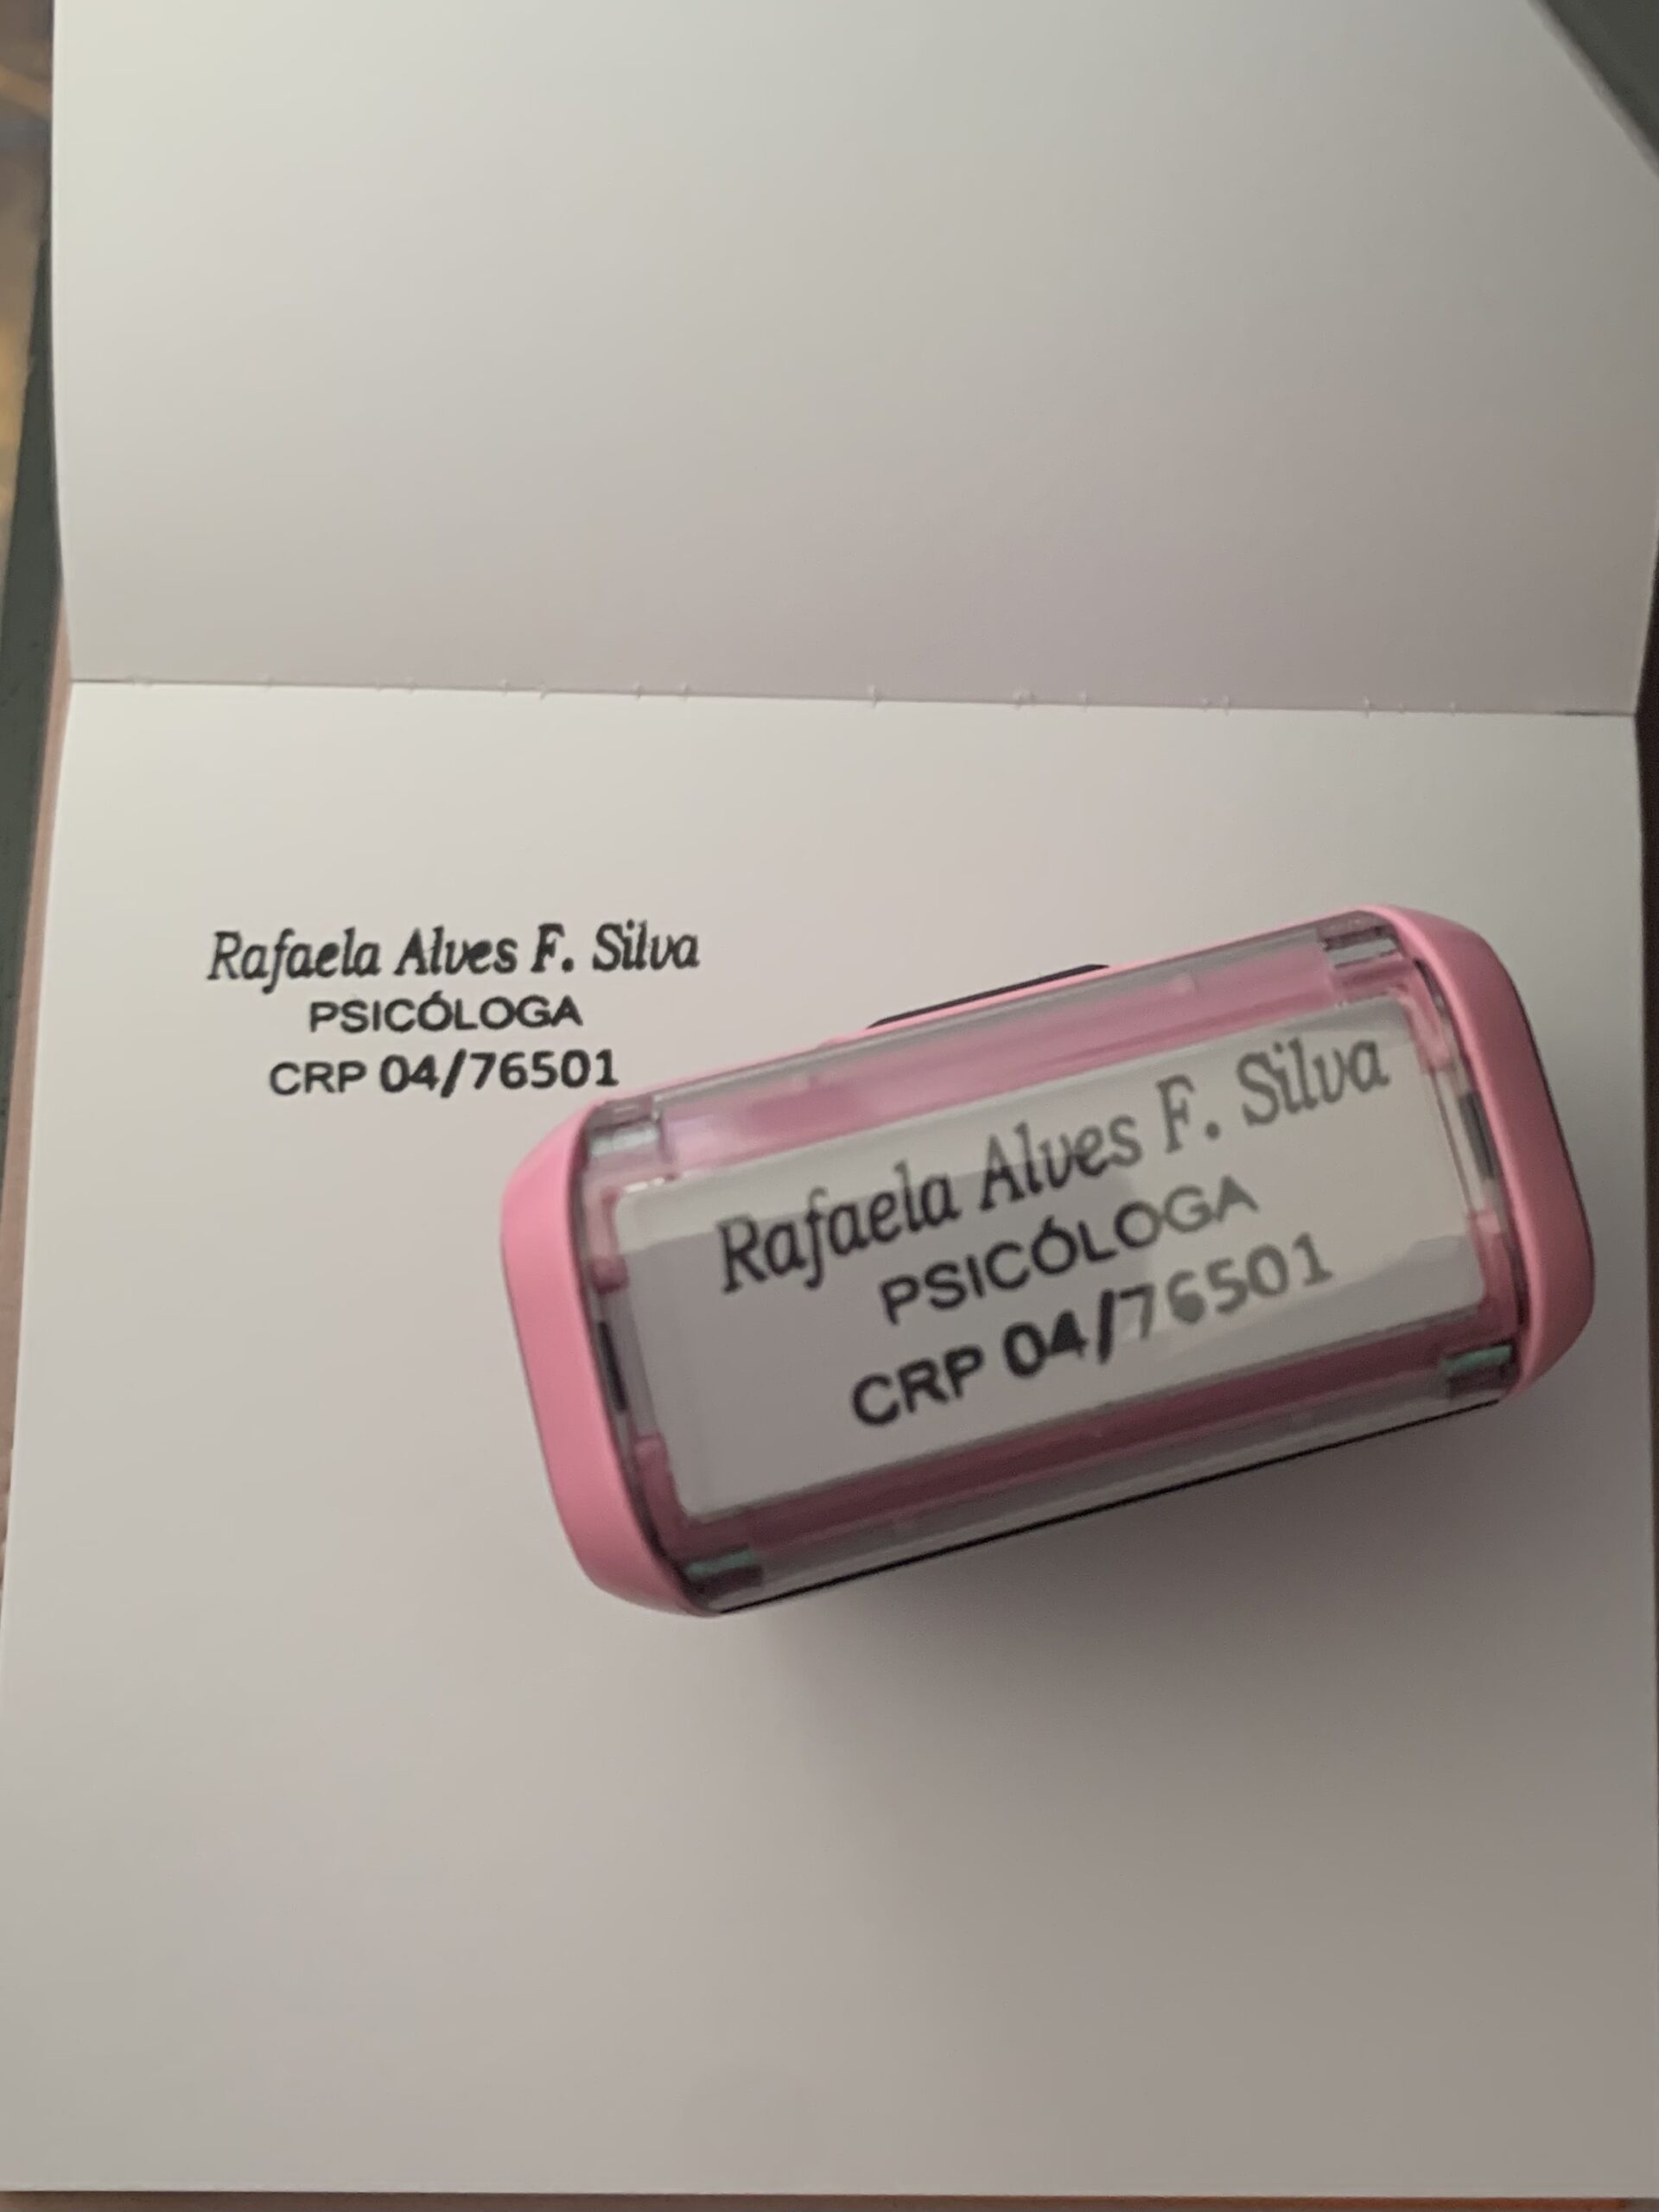 Rafaela Alves F. Silva
PSICÓLOGA
CRP 04/76501
Rafaela Alves F. Silva
PSICÓLOGA
CRP 04/76501